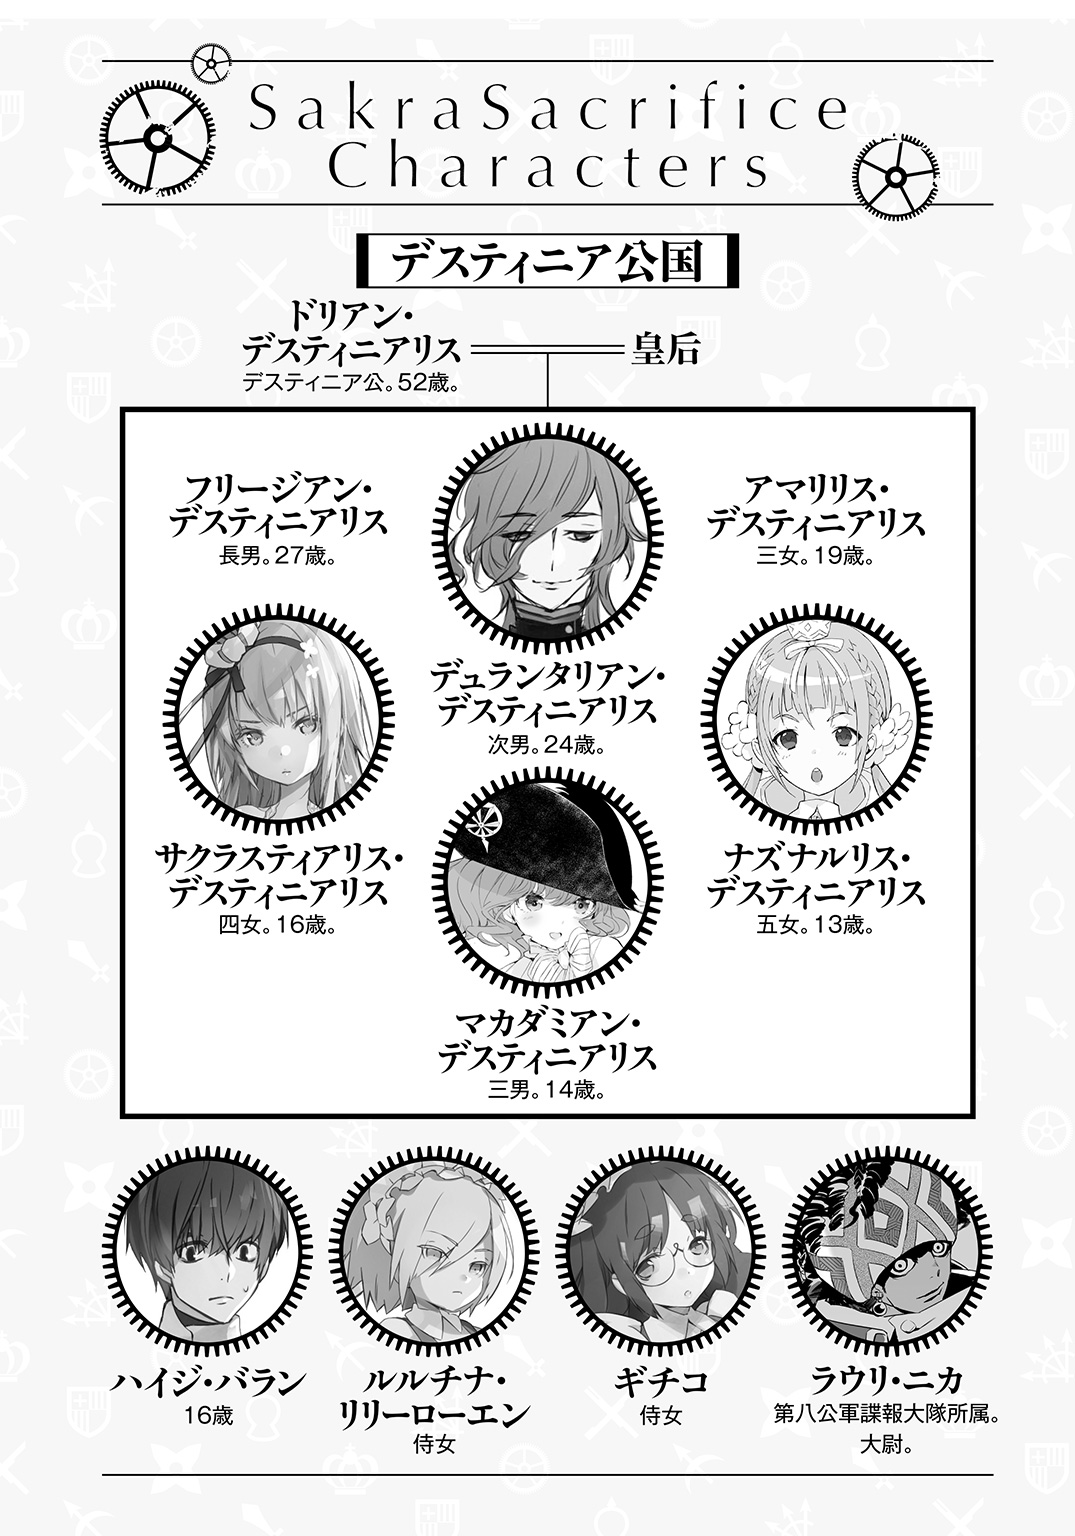 SakraSacrifice
Characters
デスティニア公国
ドリアン・
デスティニアリス
デスティニア公。52歳。
皇后
フリージアン・
デスティニアリス
長男。27歳。
アマリリス・
デスティニアリス
三女。19歳。
デュランタリアン・
デスティニアリス
次男。24歳。
サクラスティアリス・
デスティニアリス
四女。16歳。
ナズナルリス・
デスティニアリス
五女。13歳。
マカダミアン・
デスティニアリス
三男。14歳。
ハイジ・バラン
16歳
ルルチナ・
リリーローエン
侍女
ギチコ
侍女
ラウリ・ニカ
第八公軍諜報大隊所属。
大尉。